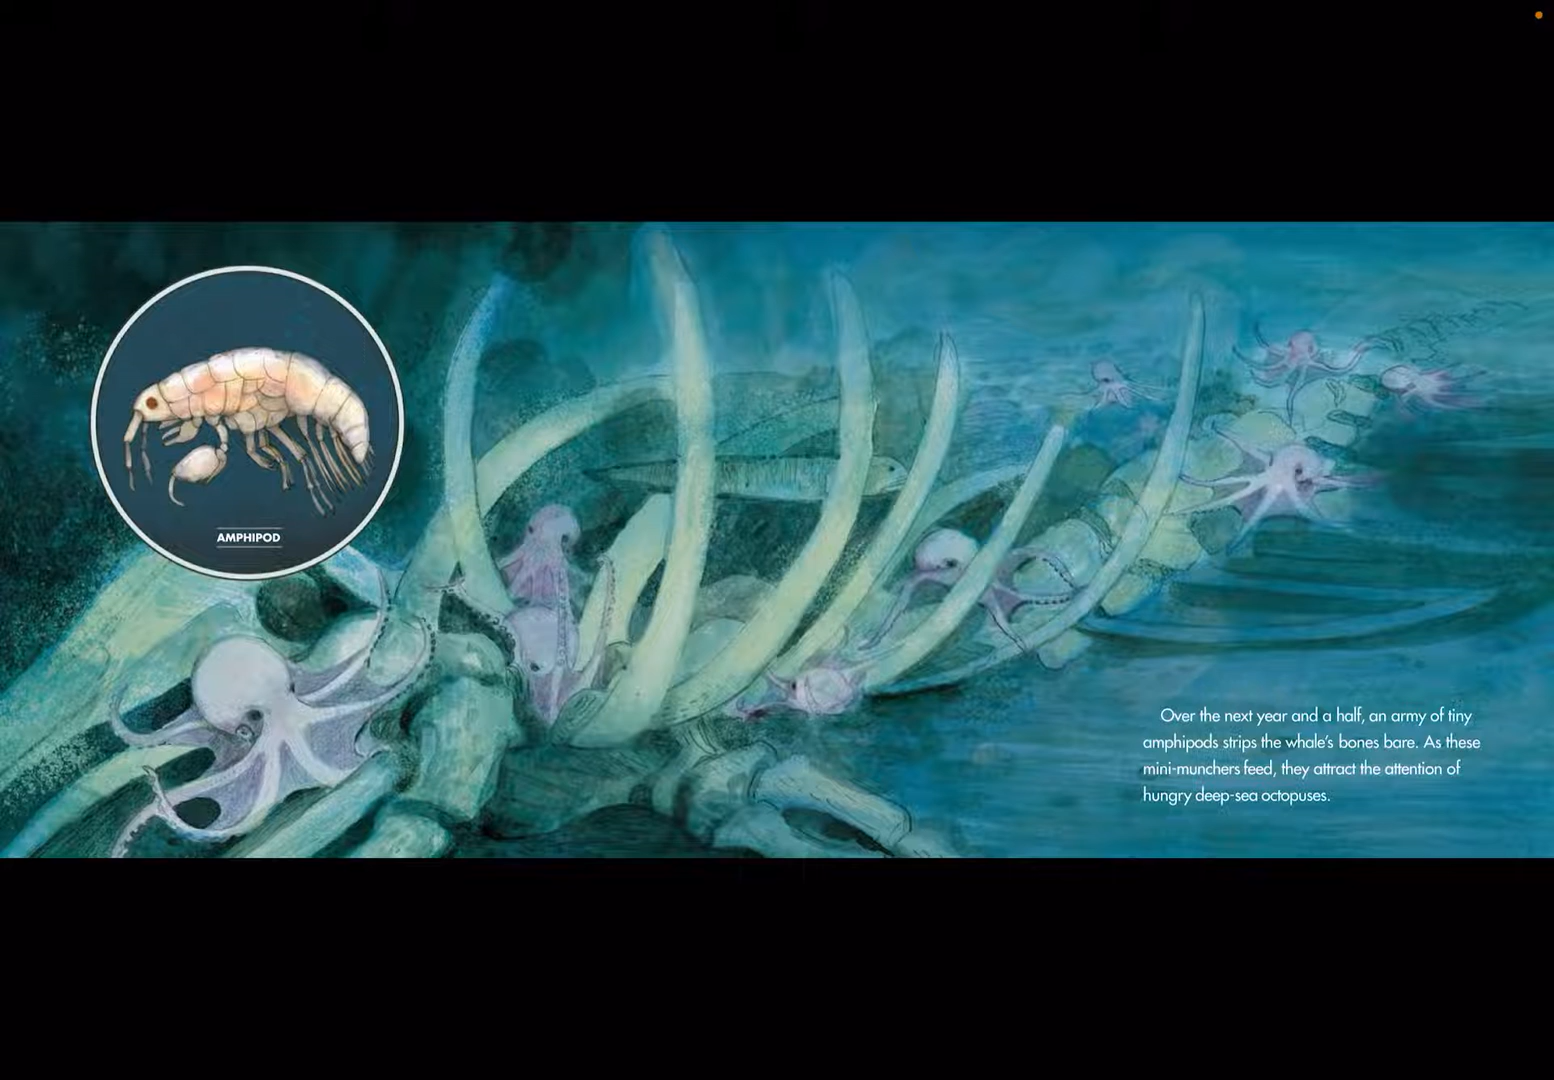 AMPHIPOD
Over the next year and a half, an army of tiny
amphipods strips the whale's bones bare. As these
mini-munchers feed, they attract the attention of
hungry deep-sea octopuses.